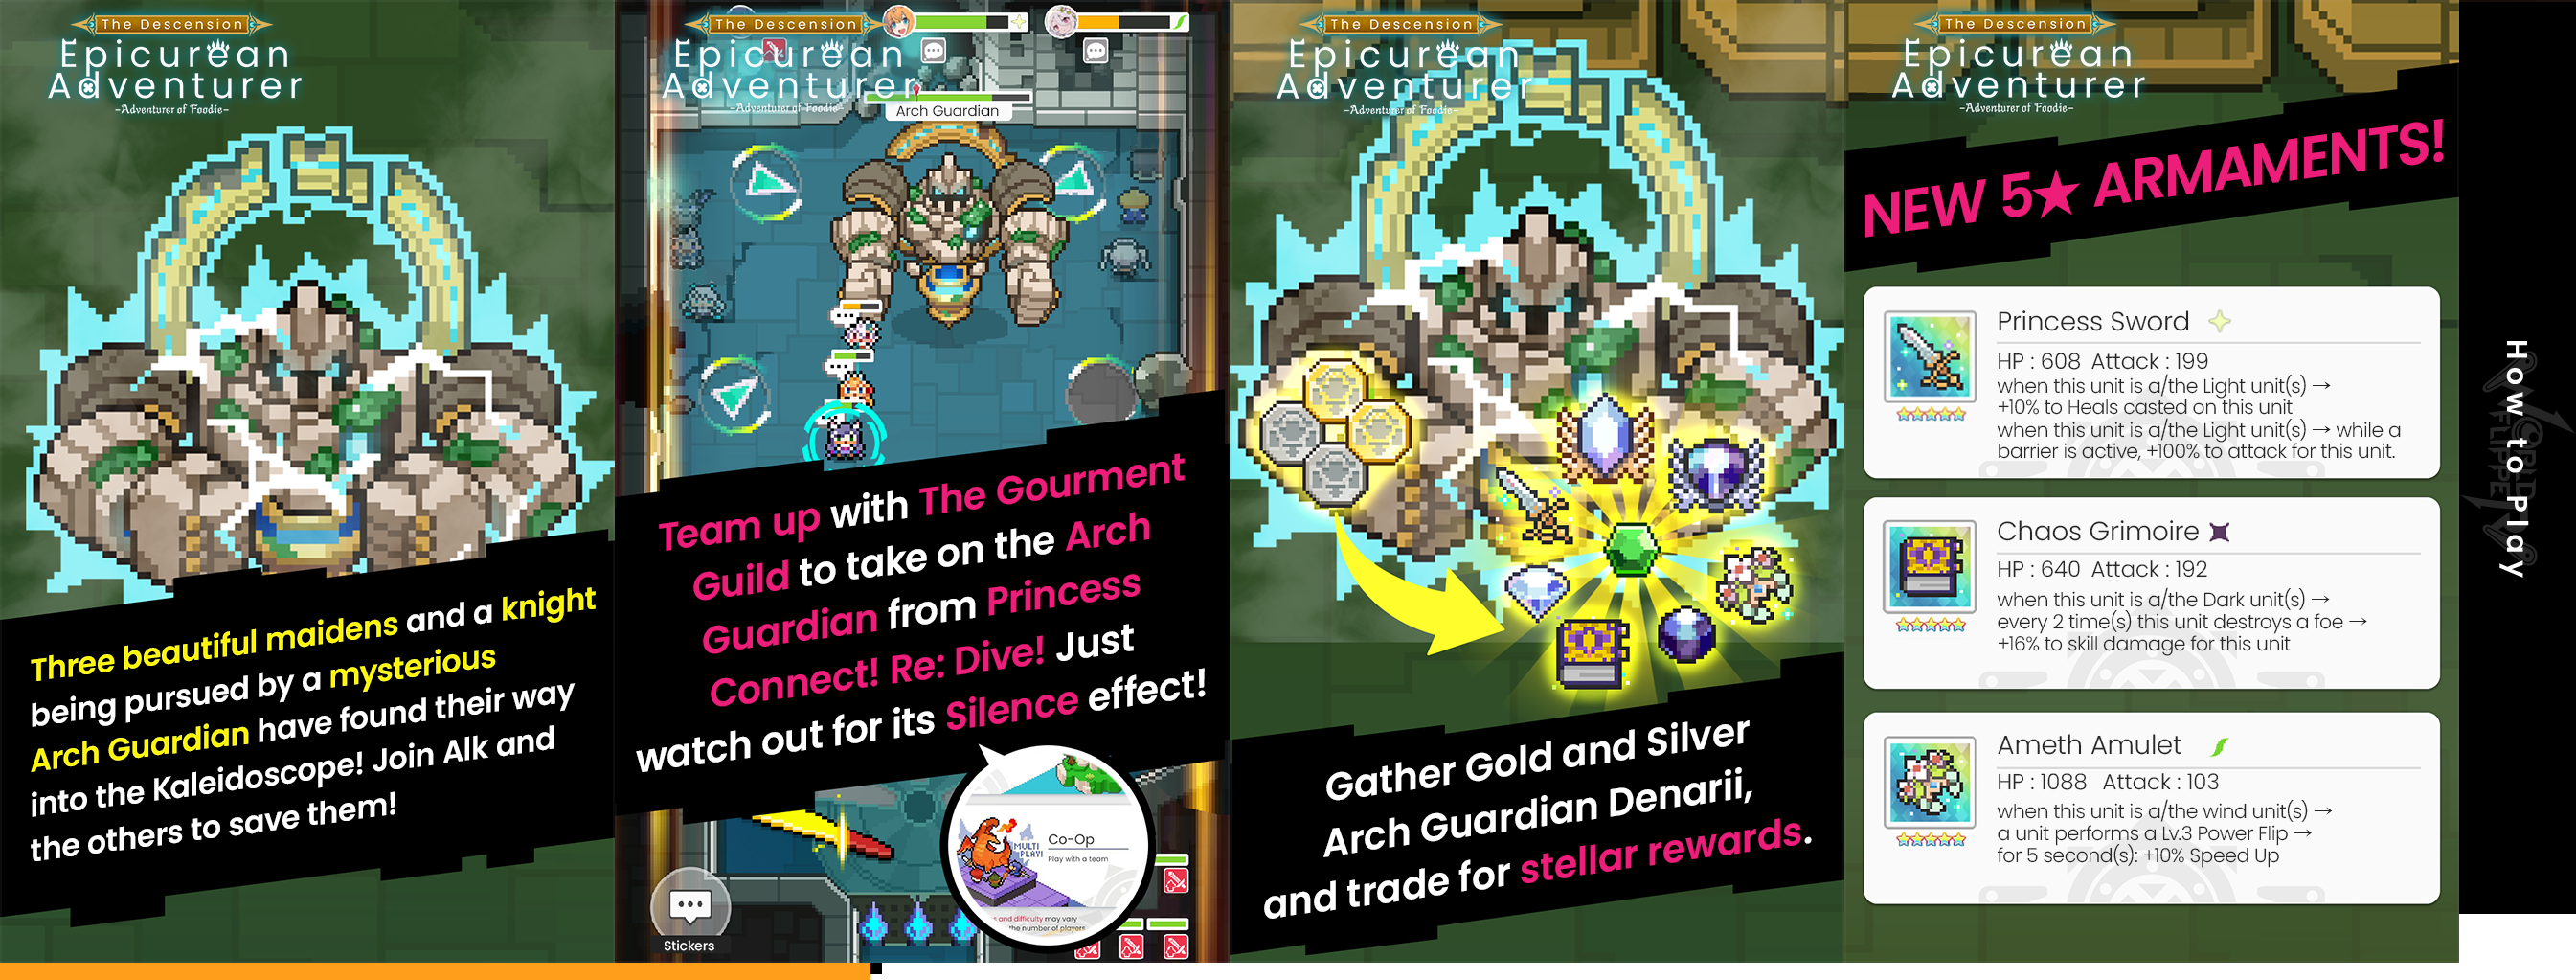 The Descension
Epicurean
Adventurer
-Adventurer of Foodie-
Three beautiful maidens and a knight
being pursued by a mysterious
Arch Guardian have found their way
into the Kaleidoscope! Join Alk and
the others to save them!
The Descension
Epicurean
Adventurer
-Adventurer of Foodie-
Arch Guardian
Team up with The Gourment
Guild to take on the Arch
Guardian from Princess
Connect! Re: Dive! Just
watch out for its Silence effect!
MULTI
PLAY!
Co-Op
Play with a team
and difficulty may vary
the number of players
Stickers
The Descension
Epicurean
Adventurer
-Adventurer of Foodie-
Gather Gold and Silver
Arch Guardian Denarii,
and trade for stellar rewards.
The Descension
Epicurean
Adventurer
-Adventurer of Foodie-
NEW 5★ ARMAMENTS!
Princess Sword
HP : 608 Attack : 199
when this unit is a/the Light unit(s) →
+10% to Heals casted on this unit
when this unit is a/the Light unit(s) → while a
barrier is active, +100% to attack for this unit.
Chaos Grimoire
HP : 640 Attack : 192
when this unit is a/the Dark unit(s) →
every 2 time(s) this unit destroys a foe →
+16% to skill damage for this unit
Ameth Amulet
HP : 1088 Attack : 103
when this unit is a/the wind unit(s) →
a unit performs a Lv.3 Power Flip →
for 5 second(s): +10% Speed Up
How to Play